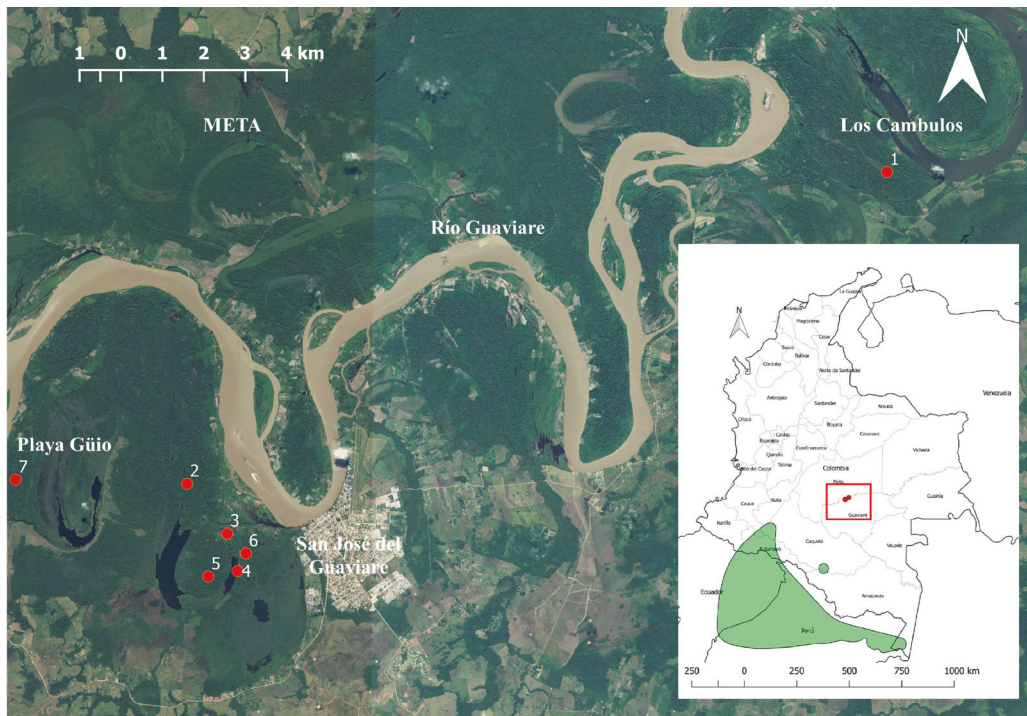 1 0 1 2 3 4 km
N
META
Los Cambulos
1
Río Guaviare
Playa Güio
7
2
3
6
5
4
San José del
Guaviare
N
La Guajira
Magdalena
Cesar
Sucre
Bolívar
Córdoba
Norte de Santander
Antioquia
Santander
Arauca
Chocó
Boyacá
Caldas
Casanare
Risaralda
Cundinamarca
Vichada
Quindío
Tolima
Valle del Cauca
Colombia
Meta
Cauca
Huila
Guainía
Guaviare
Nariño
Caquetá
Vaupés
Putumayo
Amazonas
Venezuela
Ecuador
Perú
250 0 250 500 750 1000 km